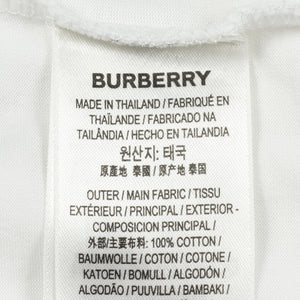 BURBERRY
MADE IN THAILAND / FABRIQUÉ EN
THAÏLANDE / FABRICADO NA
TAILÂNDIA / HECHO EN TAILANDIA
원산지: 태국
原產地 泰國 / 原产地 泰国
OUTER / MAIN FABRIC / TISSU
EXTÉRIEUR / PRINCIPAL / EXTERIOR -
COMPOSICION PRINCIPAL /
外部/主要布料: 100% COTTON /
BAUMWOLLE / COTON / COTONE /
KATOEN / BOMULL / ALGODÓN /
ALGODÃO / PUUVILLA / BAMBAKI /